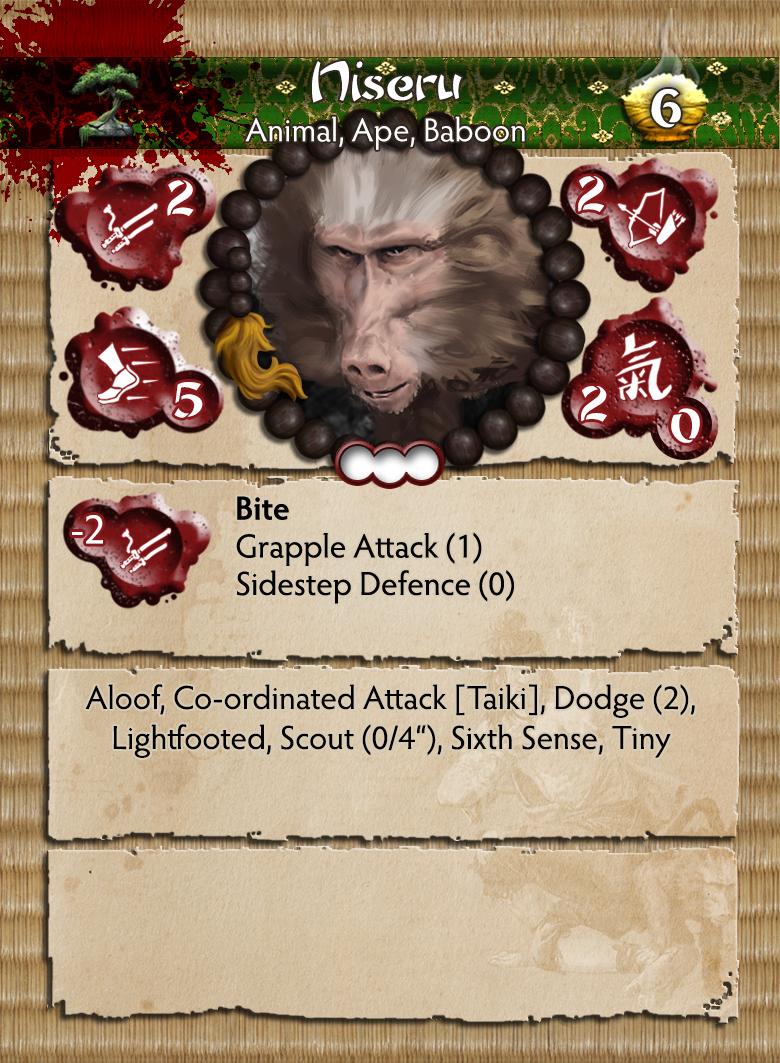 Niseru
6
Animal, Ape, Baboon
2
2
5
氣
2
0
-2
Bite
Grapple Attack (1)
Sidestep Defence (0)
Aloof, Co-ordinated Attack [Taiki], Dodge (2),
Lightfooted, Scout (0/4"), Sixth Sense, Tiny